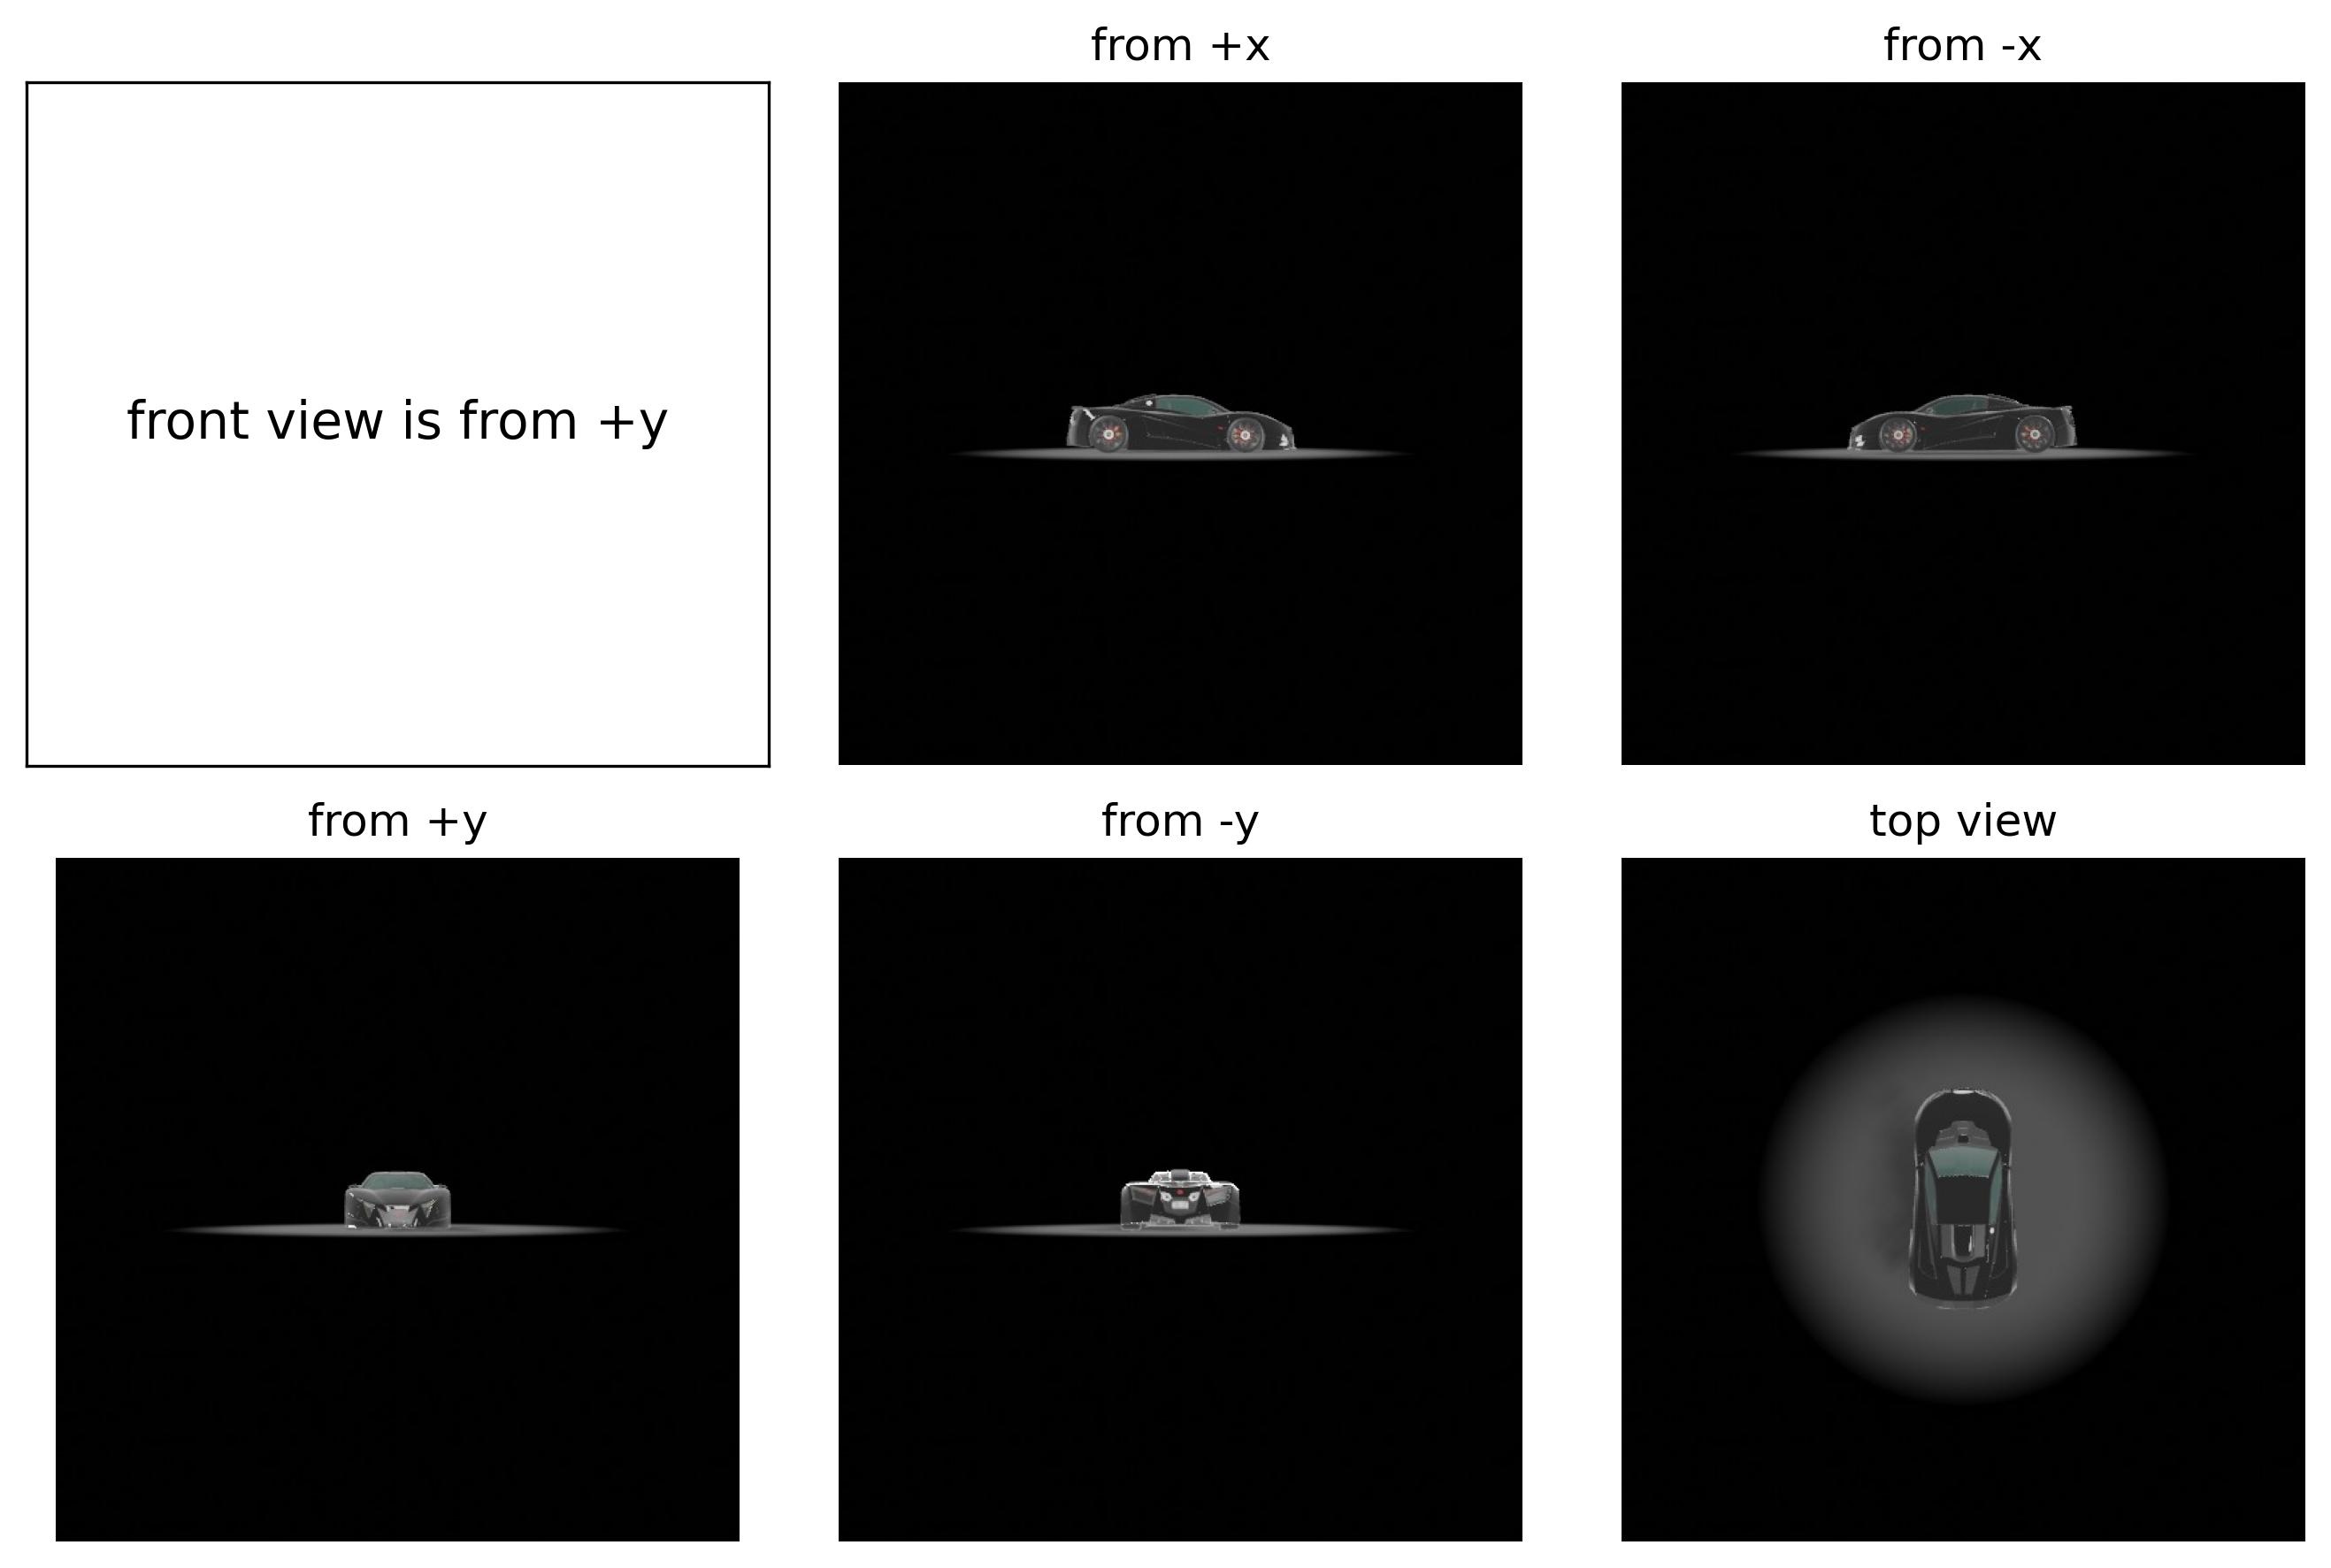 from +x
from -x
front view is from +y
from +y
from -y
top view